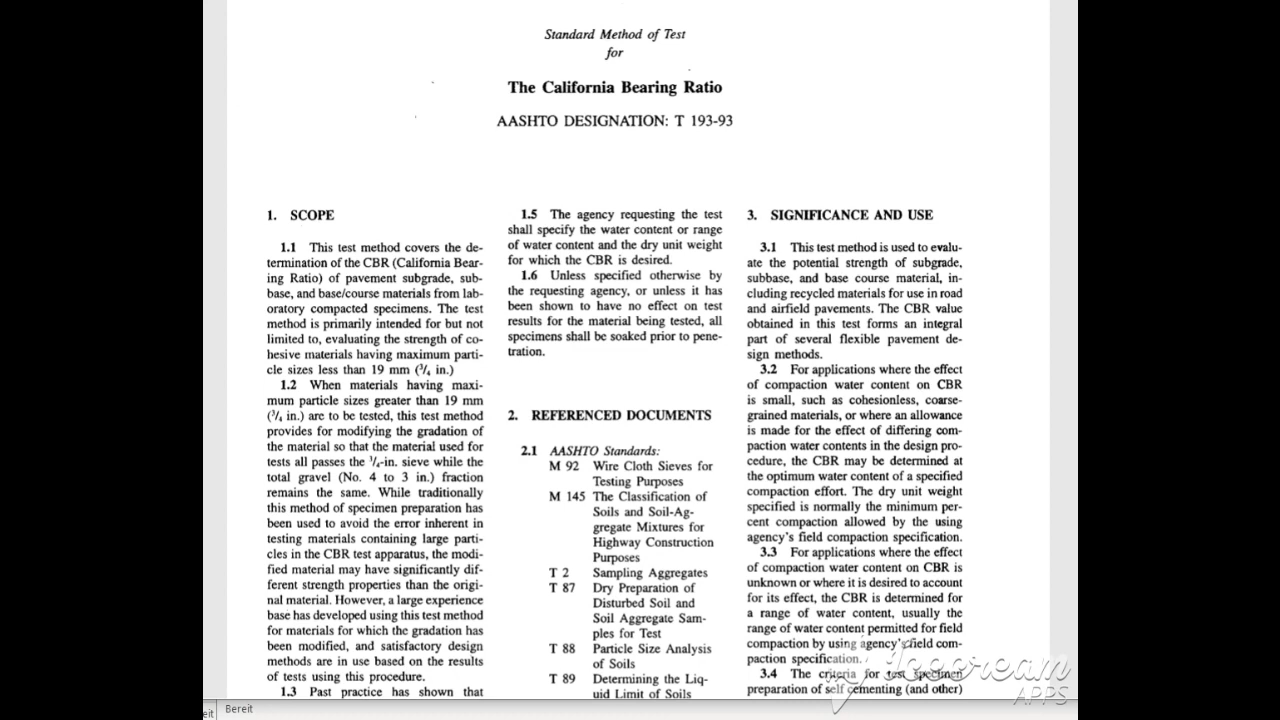 Standard Method of Test
for
The California Bearing Ratio
AASHTO DESIGNATION: T 193-93
1. SCOPE
1.1 This test method covers the de-
termination of the CBR (California Bear-
ing Ratio) of pavement subgrade, sub-
base, and base/course materials from lab-
oratory compacted specimens. The test
method is primarily intended for but not
limited to, evaluating the strength of co-
hesive materials having maximum parti-
cle sizes less than 19 mm (3/4 in.)
1.2 When materials having maxi-
mum particle sizes greater than 19 mm
(3/4 in.) are to be tested, this test method
provides for modifying the gradation of
the material so that the material used for
tests all passes the 3/4-in. sieve while the
total gravel (No. 4 to 3 in.) fraction
remains the same. While traditionally
this method of specimen preparation has
been used to avoid the error inherent in
testing materials containing large parti-
cles in the CBR test apparatus, the modi-
fied material may have significantly dif-
ferent strength properties than the origi-
nal material. However, a large experience
base has developed using this test method
for materials for which the gradation has
been modified, and satisfactory design
methods are in use based on the results
of tests using this procedure.
1.3 Past practice has shown that
1.5 The agency requesting the test
shall specify the water content or range
of water content and the dry unit weight
for which the CBR is desired.
1.6 Unless specified otherwise by
the requesting agency, or unless it has
been shown to have no effect on test
results for the material being tested, all
specimens shall be soaked prior to pene-
tration.
2. REFERENCED DOCUMENTS
2.1 AASHTO Standards:
M 92 Wire Cloth Sieves for
Testing Purposes
M 145 The Classification of
Soils and Soil-Ag-
gregate Mixtures for
Highway Construction
Purposes
T 2 Sampling Aggregates
T 87 Dry Preparation of
Disturbed Soil and
Soil Aggregate Sam-
ples for Test
T 88 Particle Size Analysis
of Soils
T 89 Determining the Liq-
uid Limit of Soils
3. SIGNIFICANCE AND USE
3.1 This test method is used to evalu-
ate the potential strength of subgrade,
subbase, and base course material, in-
cluding recycled materials for use in road
and airfield pavements. The CBR value
obtained in this test forms an integral
part of several flexible pavement de-
sign methods.
3.2 For applications where the effect
of compaction water content on CBR
is small, such as cohesionless, coarse-
grained materials, or where an allowance
is made for the effect of differing com-
paction water contents in the design pro-
cedure, the CBR may be determined at
the optimum water content of a specified
compaction effort. The dry unit weight
specified is normally the minimum per-
cent compaction allowed by the using
agency's field compaction specification.
3.3 For applications where the effect
of compaction water content on CBR is
unknown or where it is desired to account
for its effect, the CBR is determined for
a range of water content, usually the
range of water content permitted for field
compaction by using agency's field com-
paction specification.
3.4 The criteria for test specimen
preparation of self cementing (and other)
Icecream
APPS
eit
Bereit